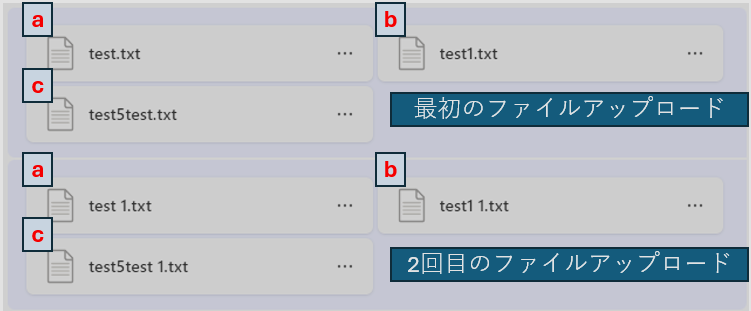 a
b
test.txt ...
test1.txt ...
c
test5test.txt ...
最初のファイルアップロード
a
b
test 1.txt ...
test1 1.txt ...
c
test5test 1.txt ...
2回目のファイルアップロード